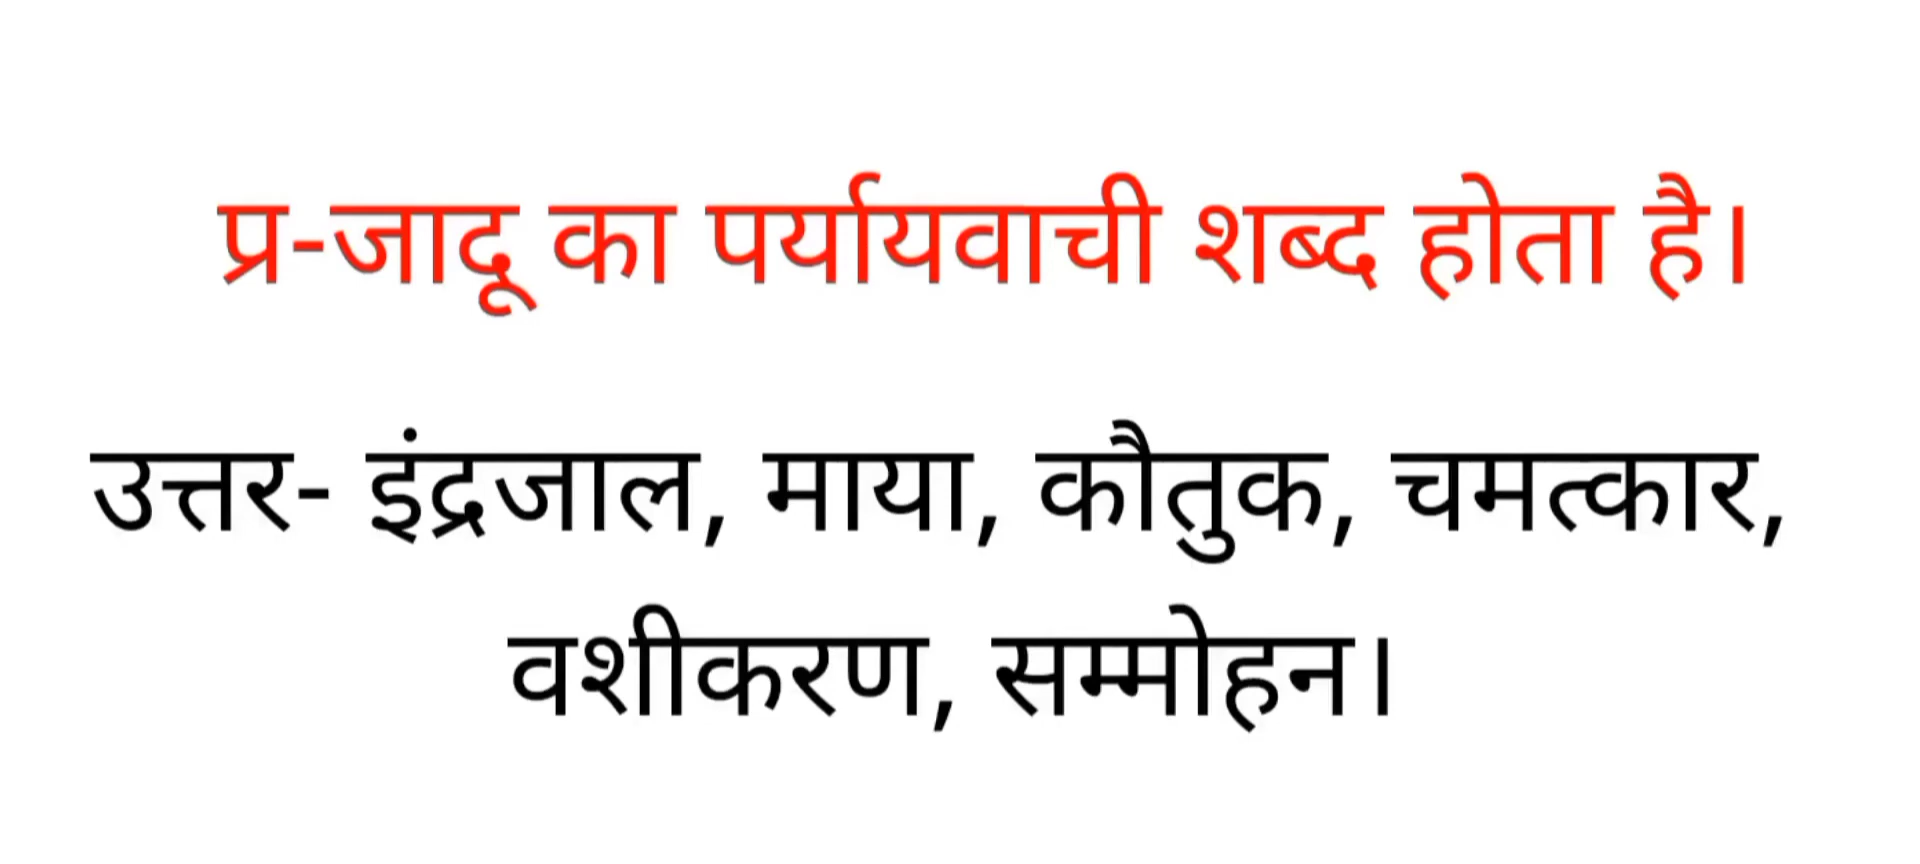 प्र-जादू का पर्यायवाची शब्द होता है।
उत्तर- इंद्रजाल, माया, कौतुक, चमत्कार,
वशीकरण, सम्मोहन।